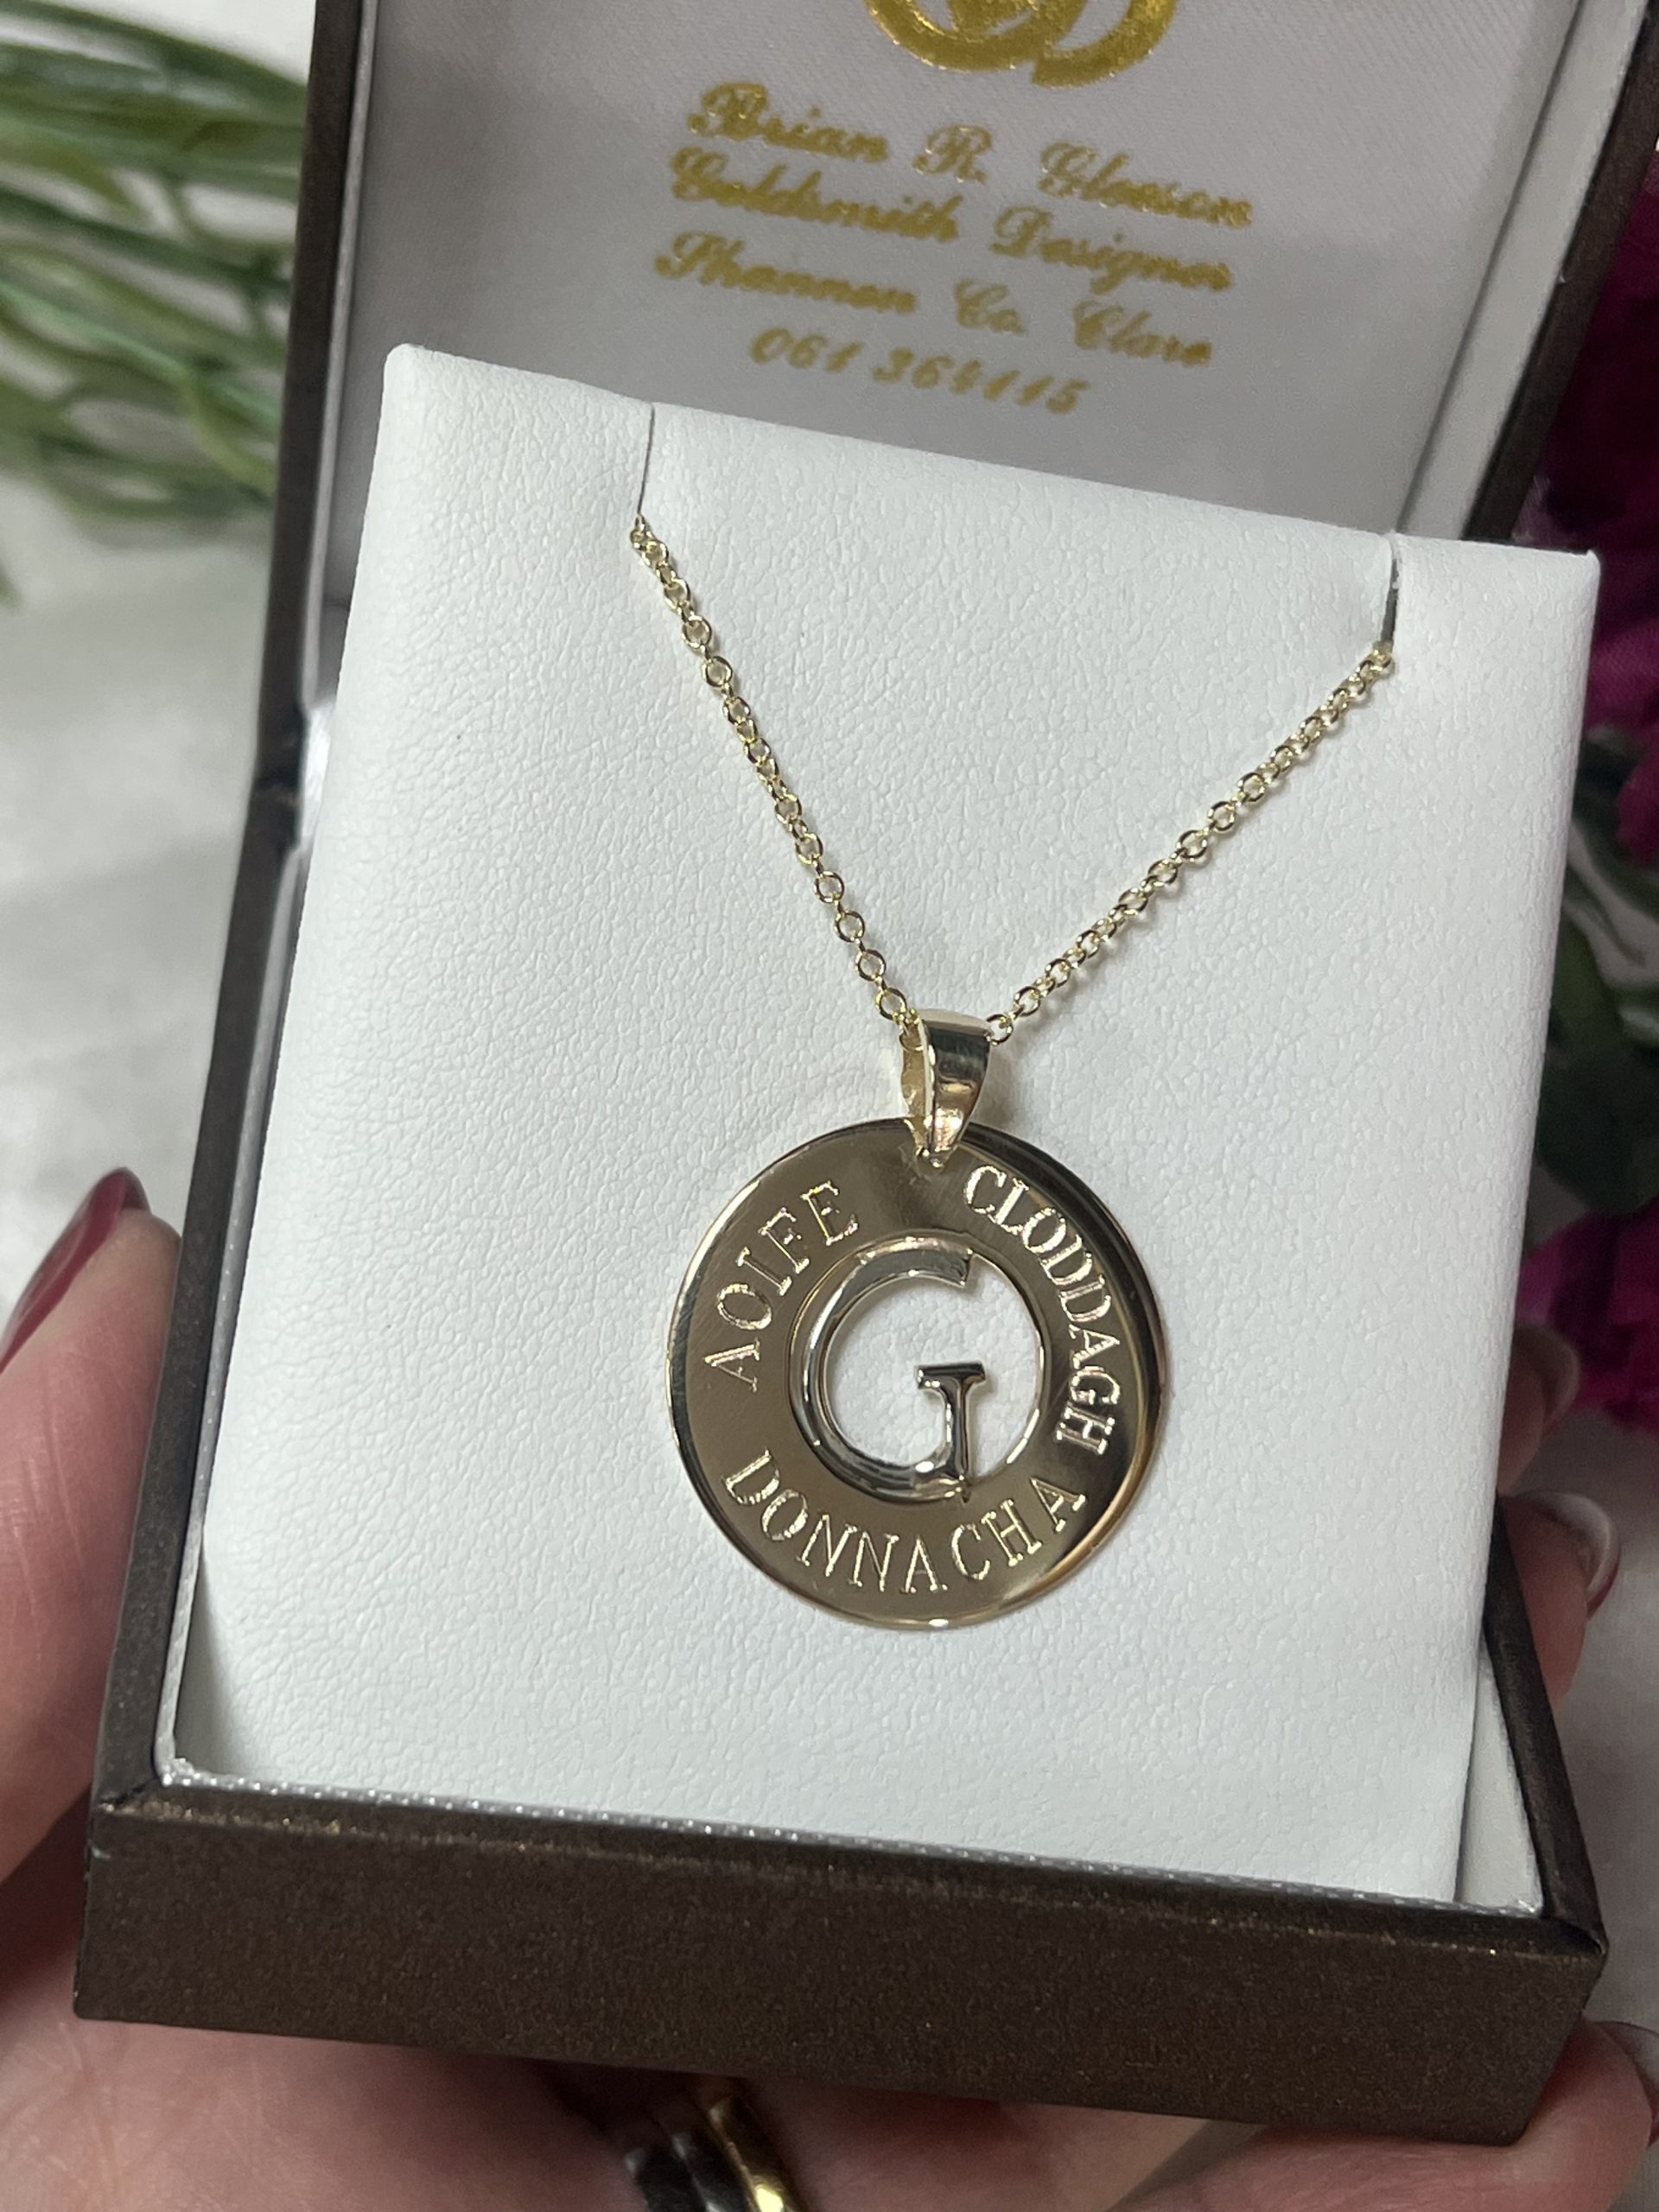 Brian R. Gleeson
Goldsmith Designer
Shannon Co. Clare
061 364115
AOIFE
CLODDAGH
G
DONNACHA